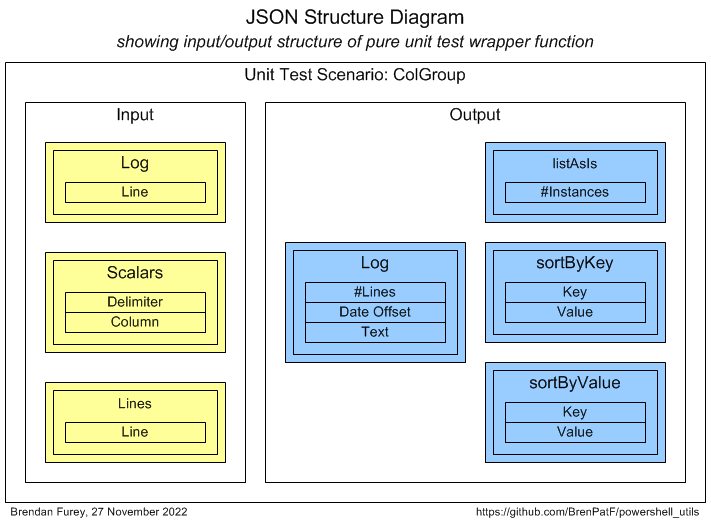 JSON Structure Diagram
showing input/output structure of pure unit test wrapper function
Unit Test Scenario: ColGroup
Input
Log
Line
Scalars
Delimiter
Column
Lines
Line
Output
Log
#Lines
Date Offset
Text
listAsIs
#Instances
sortByKey
Key
Value
sortByValue
Key
Value
Brendan Furey, 27 November 2022
https://github.com/BrenPatF/powershell_utils